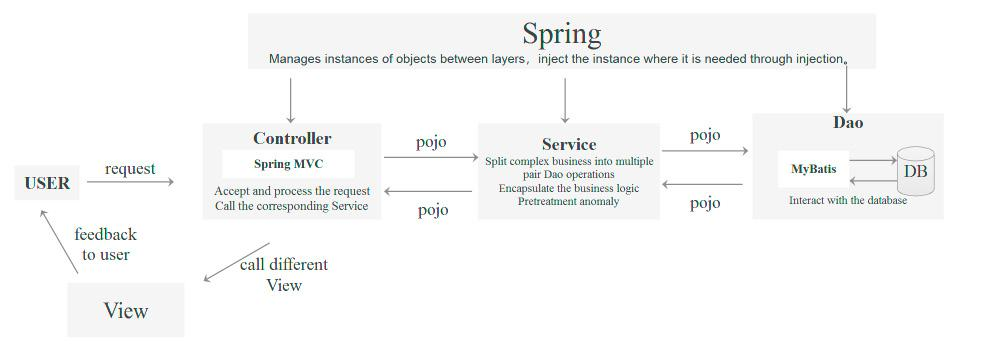 Spring
Manages instances of objects between layers，inject the instance where it is needed through injection。
USER
request
Controller
Spring MVC
Accept and process the request
Call the corresponding Service
pojo
pojo
Service
Split complex business into multiple
pair Dao operations
Encapsulate the business logic
Pretreatment anomaly
pojo
pojo
Dao
MyBatis
DB
Interact with the database
feedback
to user
call different
View
View